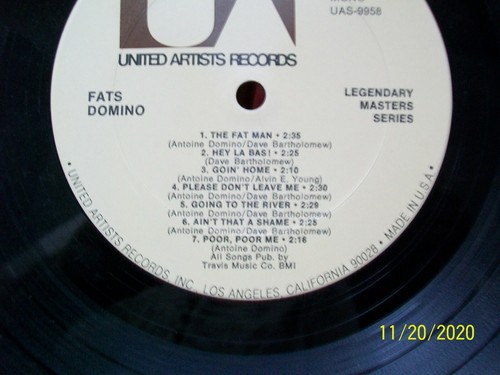 UAS-9958
UNITED ARTISTS RECORDS
FATS
DOMINO
LEGENDARY
MASTERS
SERIES
1. THE FAT MAN • 2:35
(Antoine Domino/Dave Bartholomew)
2. HEY LA BAS! • 2:25
(Dave Bartholomew)
3. GOIN' HOME • 2:10
(Antoine Domino/Alvin E. Young)
4. PLEASE DON'T LEAVE ME • 2:30
(Antoine Domino/Dave Bartholomew)
5. GOING TO THE RIVER • 2:29
(Antoine Domino/Dave Bartholomew)
6. AIN'T THAT A SHAME • 2:25
(Antoine Domino/Dave Bartholomew)
7. POOR, POOR ME • 2:16
(Antoine Domino)
All Songs Pub. by
Travis Music Co. BMI
• UNITED ARTISTS RECORDS, INC., LOS ANGELES, CALIFORNIA 90028 • MADE IN U.S.A. •
11/20/2020